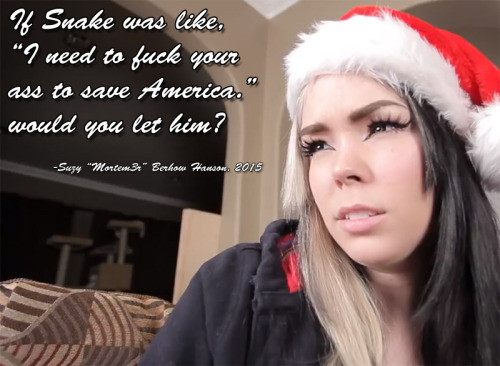 If Snake was like,
"I need to fuck your
ass to save America."
would you let him?
-Suzy "Mortem3r" Berhow Hanson. 2015